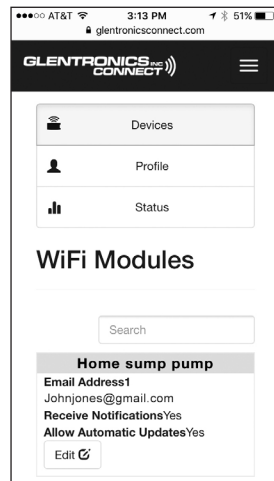 ●●●○○ AT&T 3:13 PM 51%
glentronicsconnect.com
GLENTRONICS INC
CONNECT
Devices
Profile
Status
WiFi Modules
Search
Home sump pump
Email Address1
Johnjones@gmail.com
Receive NotificationsYes
Allow Automatic UpdatesYes
Edit